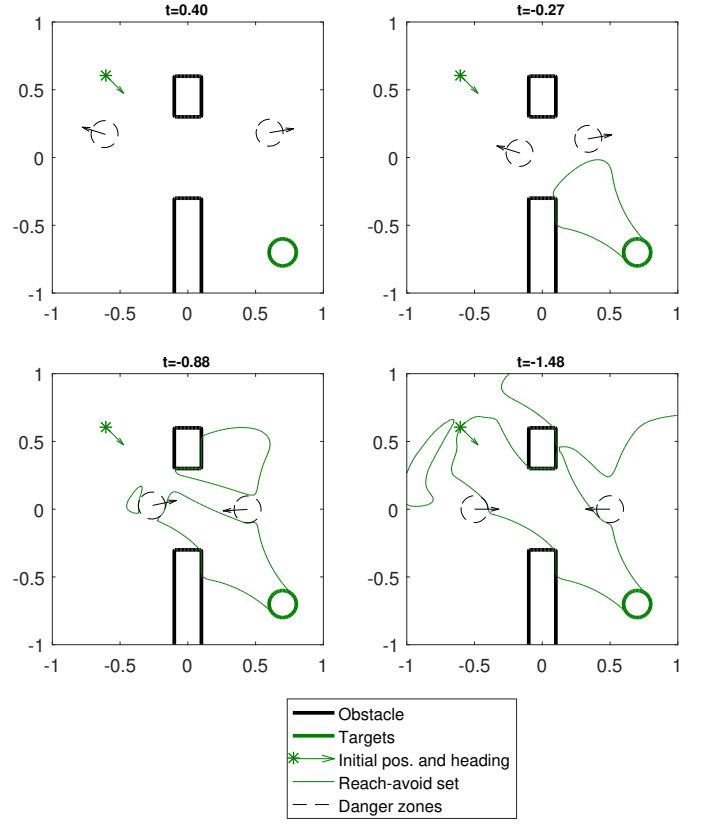 t=0.40
1
0.5
0
-0.5
-1
-1 -0.5 0 0.5 1
t=-0.27
1
0.5
0
-0.5
-1
-1 -0.5 0 0.5 1
t=-0.88
1
0.5
0
-0.5
-1
-1 -0.5 0 0.5 1
t=-1.48
1
0.5
0
-0.5
-1
-1 -0.5 0 0.5 1
Obstacle
Targets
Initial pos. and heading
Reach-avoid set
Danger zones